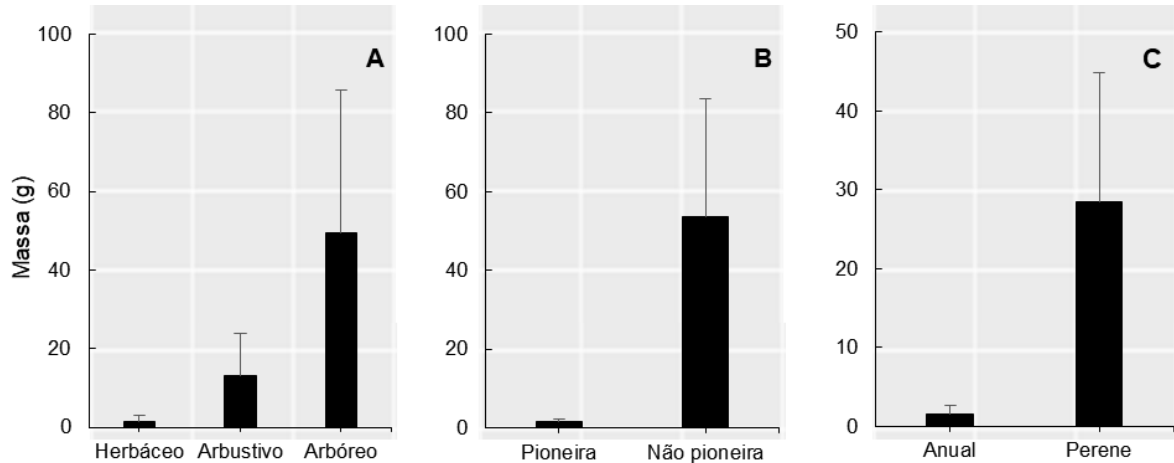 Massa (g)
100
80
60
40
20
0
A
Herbáceo Arbustivo Arbóreo
100
80
60
40
20
0
B
Pioneira Não pioneira
50
40
30
20
10
0
C
Anual Perene